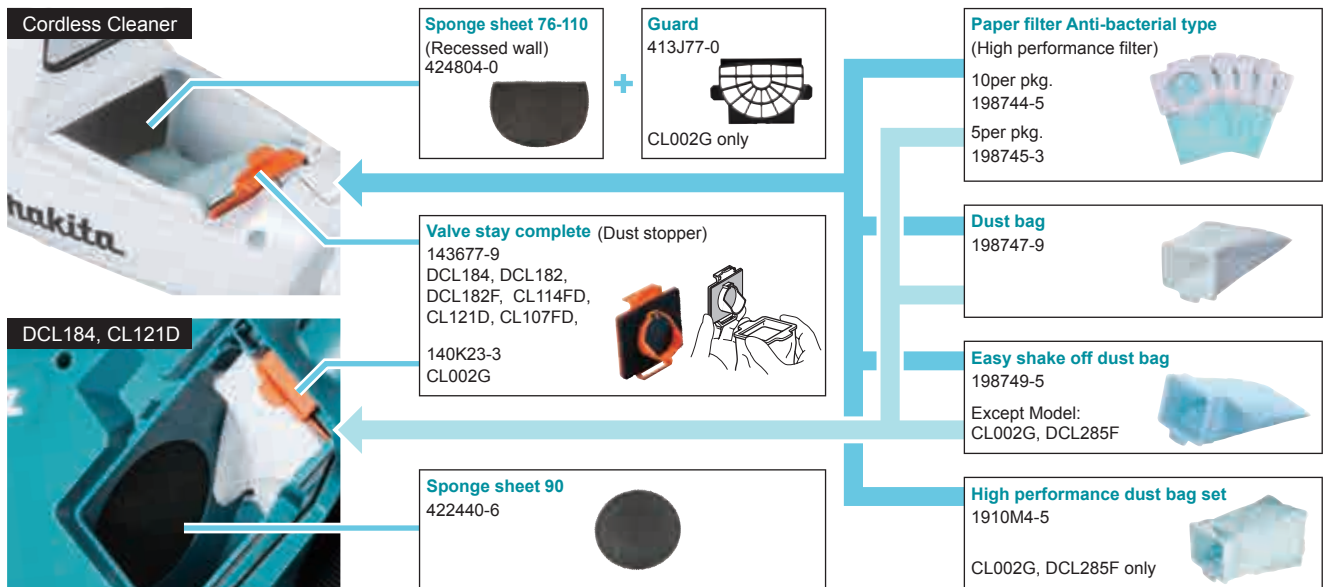 Cordless Cleaner
makita
Sponge sheet 76-110
(Recessed wall)
424804-0
+
Guard
413J77-0
CL002G only
Paper filter Anti-bacterial type
(High performance filter)
10per pkg.
198744-5
5per pkg.
198745-3
Valve stay complete (Dust stopper)
143677-9
DCL184, DCL182,
DCL182F, CL114FD,
CL121D, CL107FD,
140K23-3
CL002G
Dust bag
198747-9
DCL184, CL121D
Easy shake off dust bag
198749-5
Except Model:
CL002G, DCL285F
Sponge sheet 90
422440-6
High performance dust bag set
1910M4-5
CL002G, DCL285F only